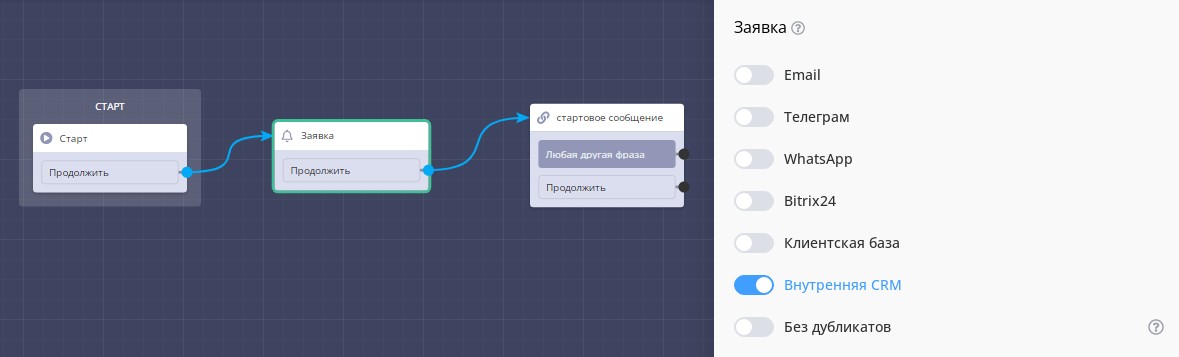 СТАРТ
Старт
Продолжить
Заявка
Продолжить
стартовое сообщение
Любая другая фраза
Продолжить
Заявка
Email
Телеграм
WhatsApp
Bitrix24
Клиентская база
Внутренняя CRM
Без дубликатов